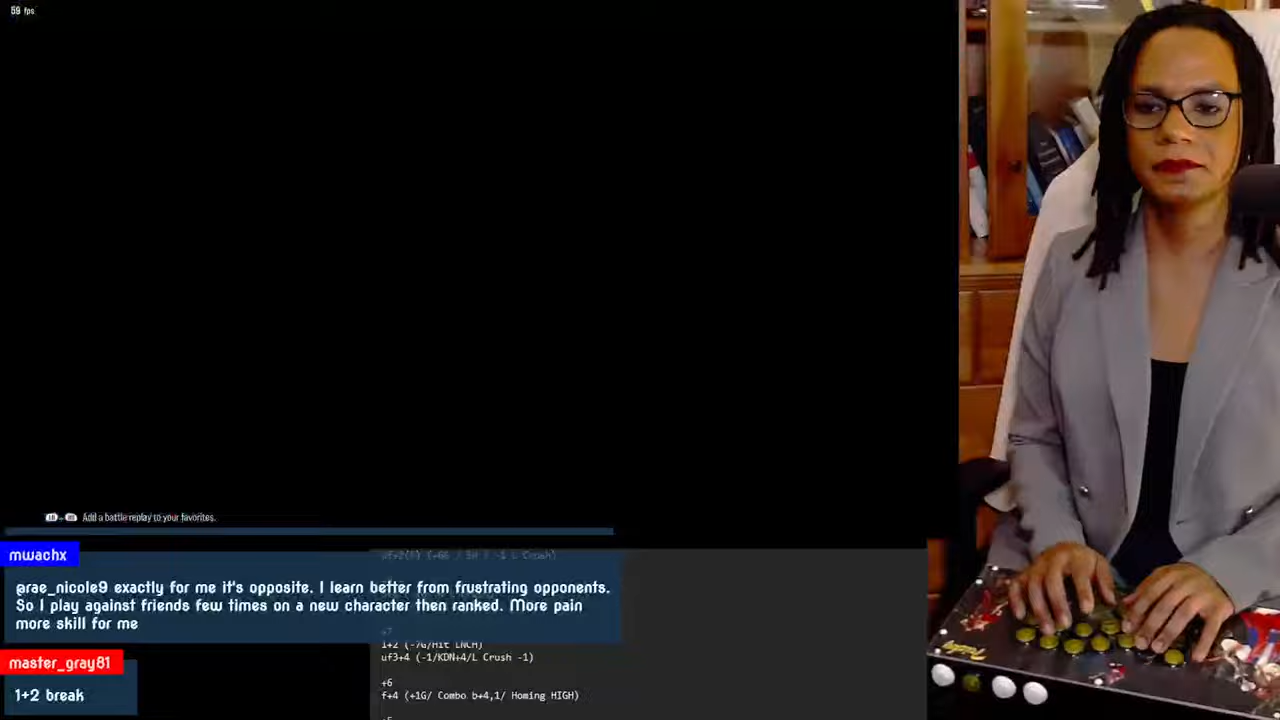 59 fps
Add a battle replay to your favorites.
mwachx
@rae_nicole9 exactly for me it's opposite. I learn better from frustrating opponents.
So I play against friends few times on a new character then ranked. More pain
more skill for me
1+2 (-7G/Hit LNCH)
uf3+4 (-1/KDN+4/L Crush -1)
master_gray81
+6
1+2 break
f+4 (+1G/ Combo b+4,1/ Homing HIGH)